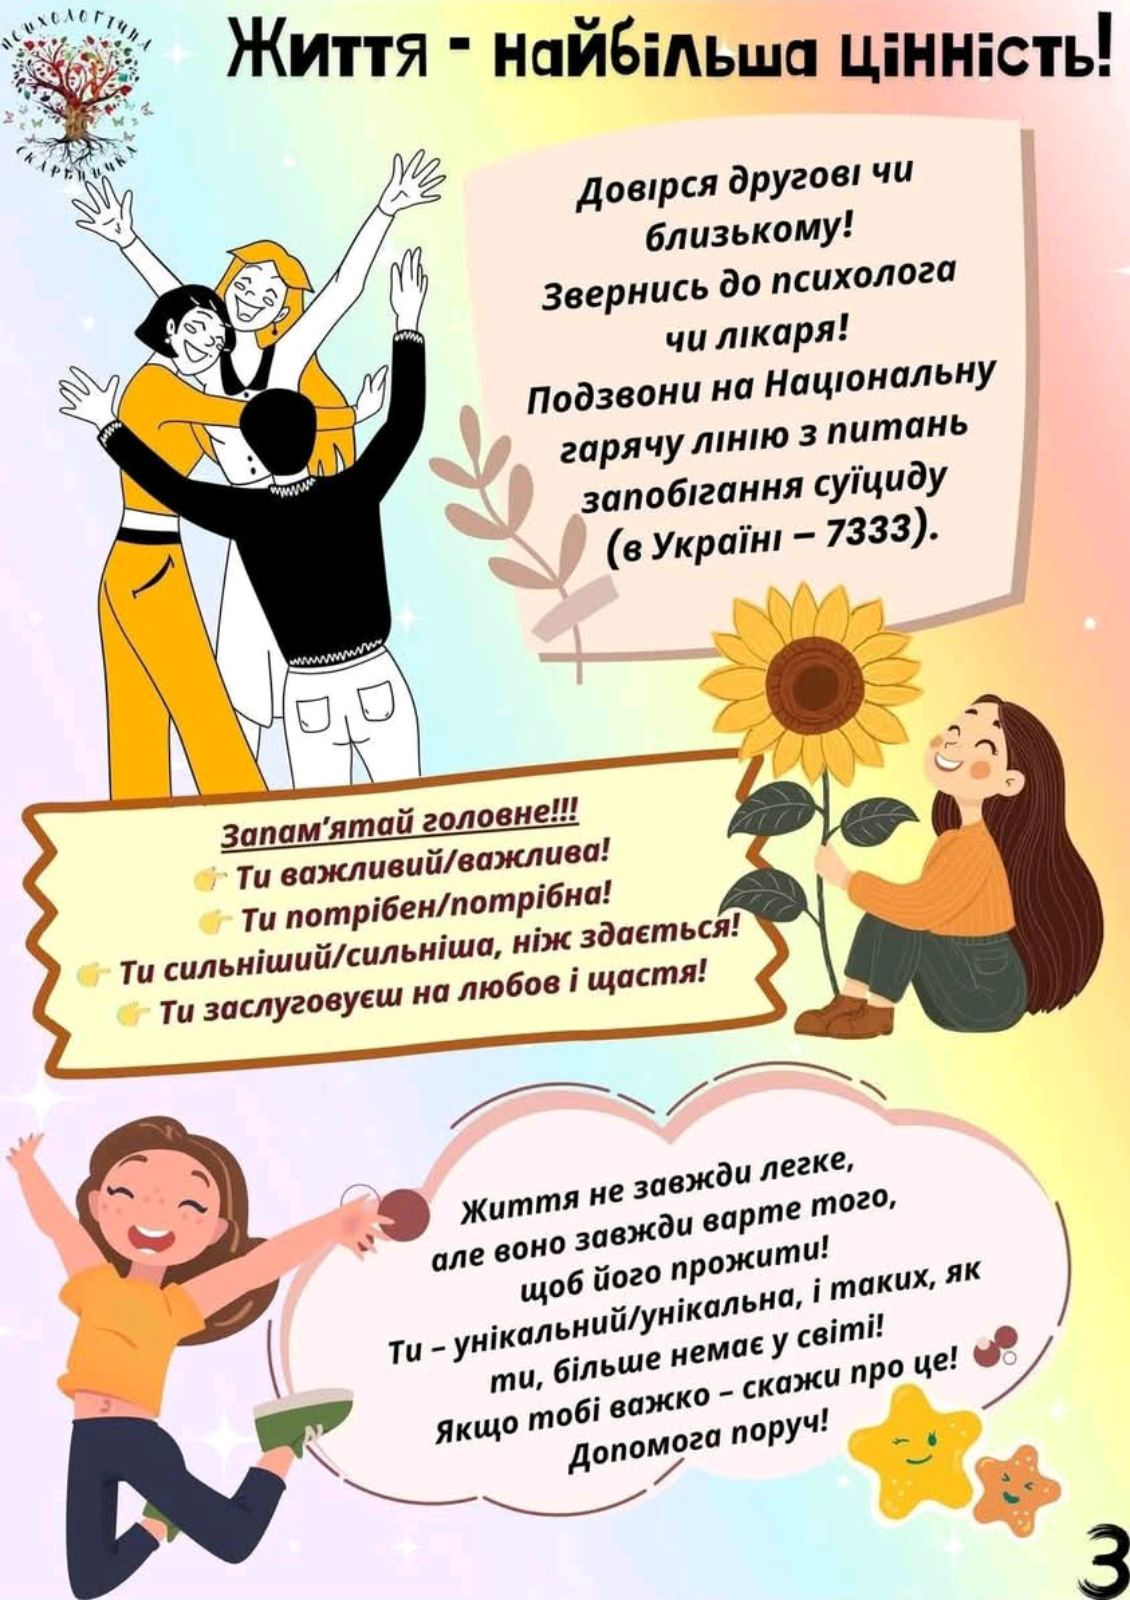 ПСИХОЛОГІЧНА
СКАРБНИЧКА
Життя - найбільша цінність!
Довірся другові чи
близькому!
Звернись до психолога
чи лікаря!
Подзвони на Національну
гарячу лінію з питань
запобігання суїциду
(в Україні – 7333).
Запам’ятай головне!!!
👉 Ти важливий/важлива!
👉 Ти потрібен/потрібна!
👉 Ти сильніший/сильніша, ніж здається!
👉 Ти заслуговуєш на любов і щастя!
Життя не завжди легке,
але воно завжди варте того,
щоб його прожити!
Ти – унікальний/унікальна, і таких, як
ти, більше немає у світі!
Якщо тобі важко – скажи про це!
Допомога поруч!
3